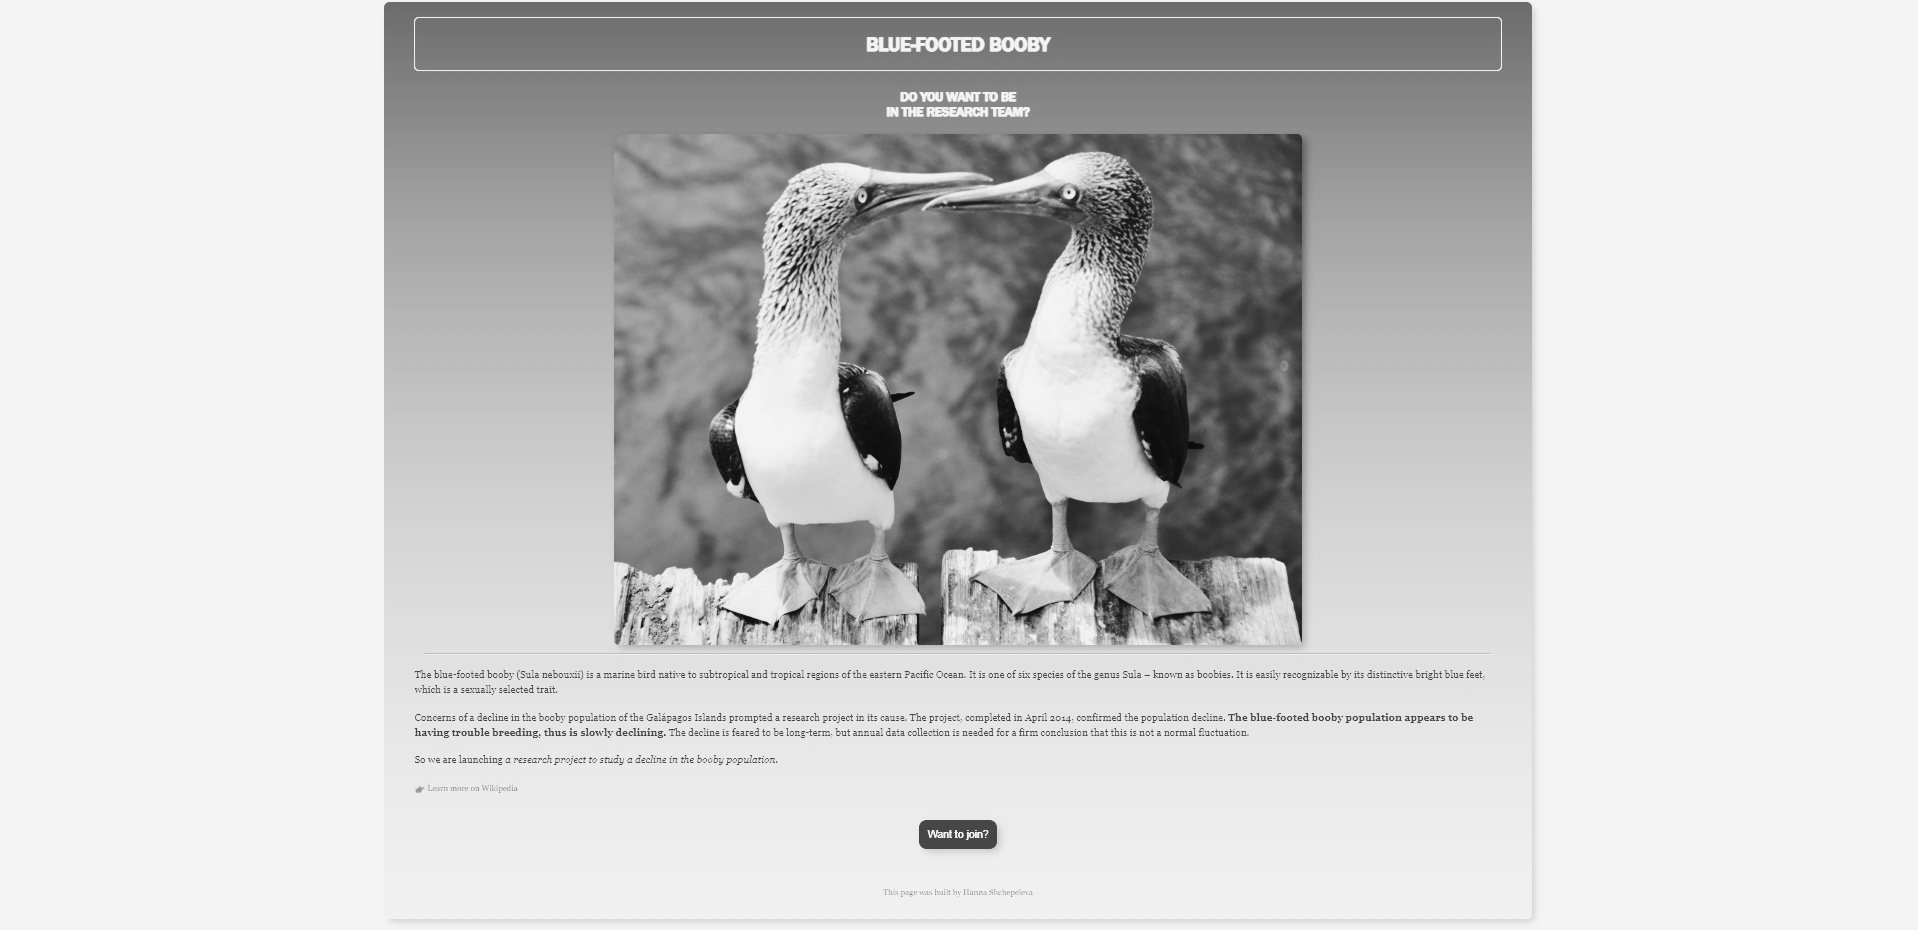 BLUE-FOOTED BOOBY
DO YOU WANT TO BE
IN THE RESEARCH TEAM?
The blue-footed booby (Sula nebouxii) is a marine bird native to subtropical and tropical regions of the eastern Pacific Ocean. It is one of six species of the genus Sula – known as boobies. It is easily recognizable by its distinctive bright blue feet,
which is a sexually selected trait.
Concerns of a decline in the booby population of the Galápagos Islands prompted a research project in its cause. The project, completed in April 2014, confirmed the population decline. The blue-footed booby population appears to be
having trouble breeding, thus is slowly declining. The decline is feared to be long-term, but annual data collection is needed for a firm conclusion that this is not a normal fluctuation.
So we are launching a research project to study a decline in the booby population.
Learn more on Wikipedia
Want to join?
This page was built by Hanna Shchepeleva